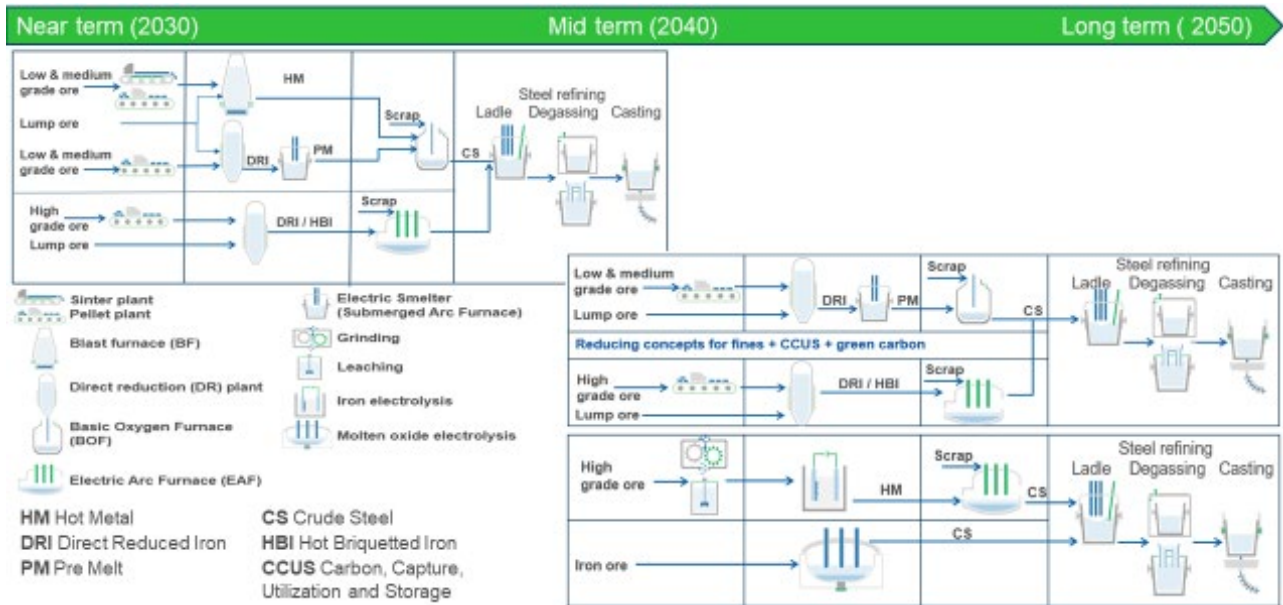 Near term (2030) Mid term (2040) Long term ( 2050)
Low & medium
grade ore
HM
Lump ore
Scrap
Low & medium
grade ore
DRI
PM
CS
Steel refining
Ladle Degassing Casting
High
grade ore
Lump ore
DRI / HBI
Scrap
Sinter plant
Pellet plant
Blast furnace (BF)
Direct reduction (DR) plant
Basic Oxygen Furnace
(BOF)
Electric Arc Furnace (EAF)
Electric Smelter
(Submerged Arc Furnace)
Grinding
Leaching
Iron electrolysis
Molten oxide electrolysis
HM Hot Metal
DRI Direct Reduced Iron
PM Pre Melt
CS Crude Steel
HBI Hot Briquetted Iron
CCUS Carbon, Capture,
Utilization and Storage
Low & medium
grade ore
Lump ore
DRI
PM
Scrap
CS
Steel refining
Ladle Degassing Casting
Reducing concepts for fines + CCUS + green carbon
High
grade ore
Lump ore
DRI / HBI
Scrap
High
grade ore
HM
Scrap
CS
Steel refining
Ladle Degassing Casting
Iron ore
CS